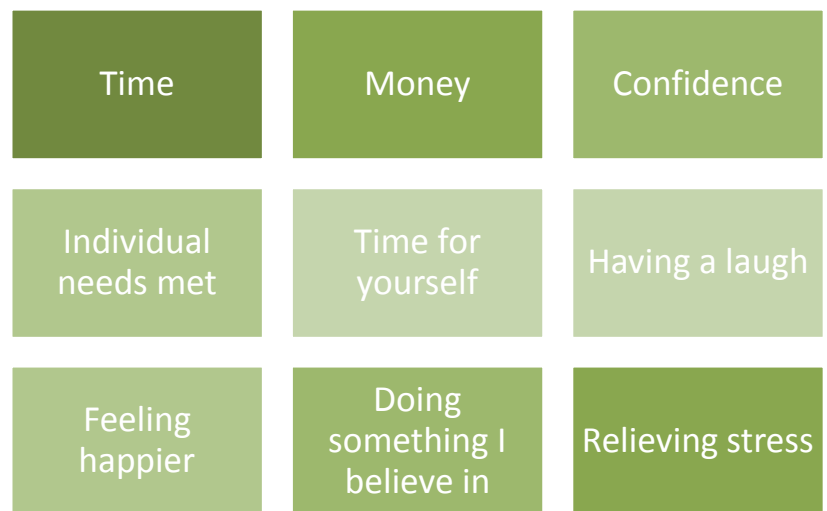 Time
Money
Confidence
Individual
needs met
Time for
yourself
Having a laugh
Feeling
happier
Doing
something I
believe in
Relieving stress